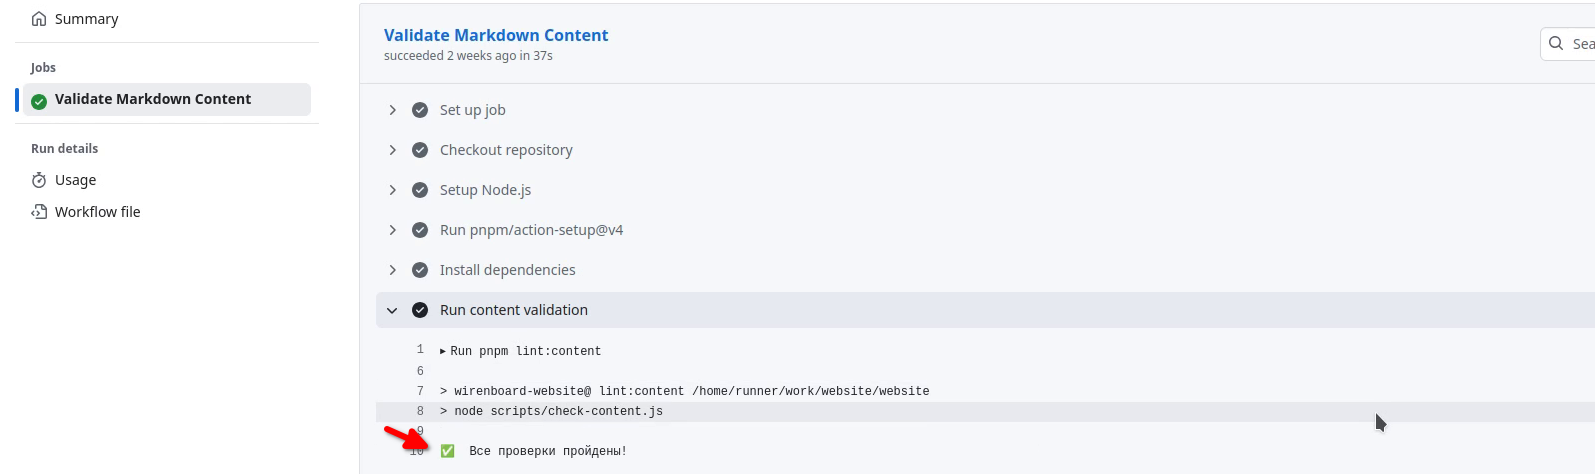 Summary
Jobs
Validate Markdown Content
Run details
Usage
Workflow file
Validate Markdown Content
succeeded 2 weeks ago in 37s
Sea
Set up job
Checkout repository
Setup Node.js
Run pnpm/action-setup@v4
Install dependencies
Run content validation
1 Run pnpm lint:content
6
7 > wirenboard-website@ lint:content /home/runner/work/website/website
8 > node scripts/check-content.js
9
10 ✅ Все проверки пройдены!